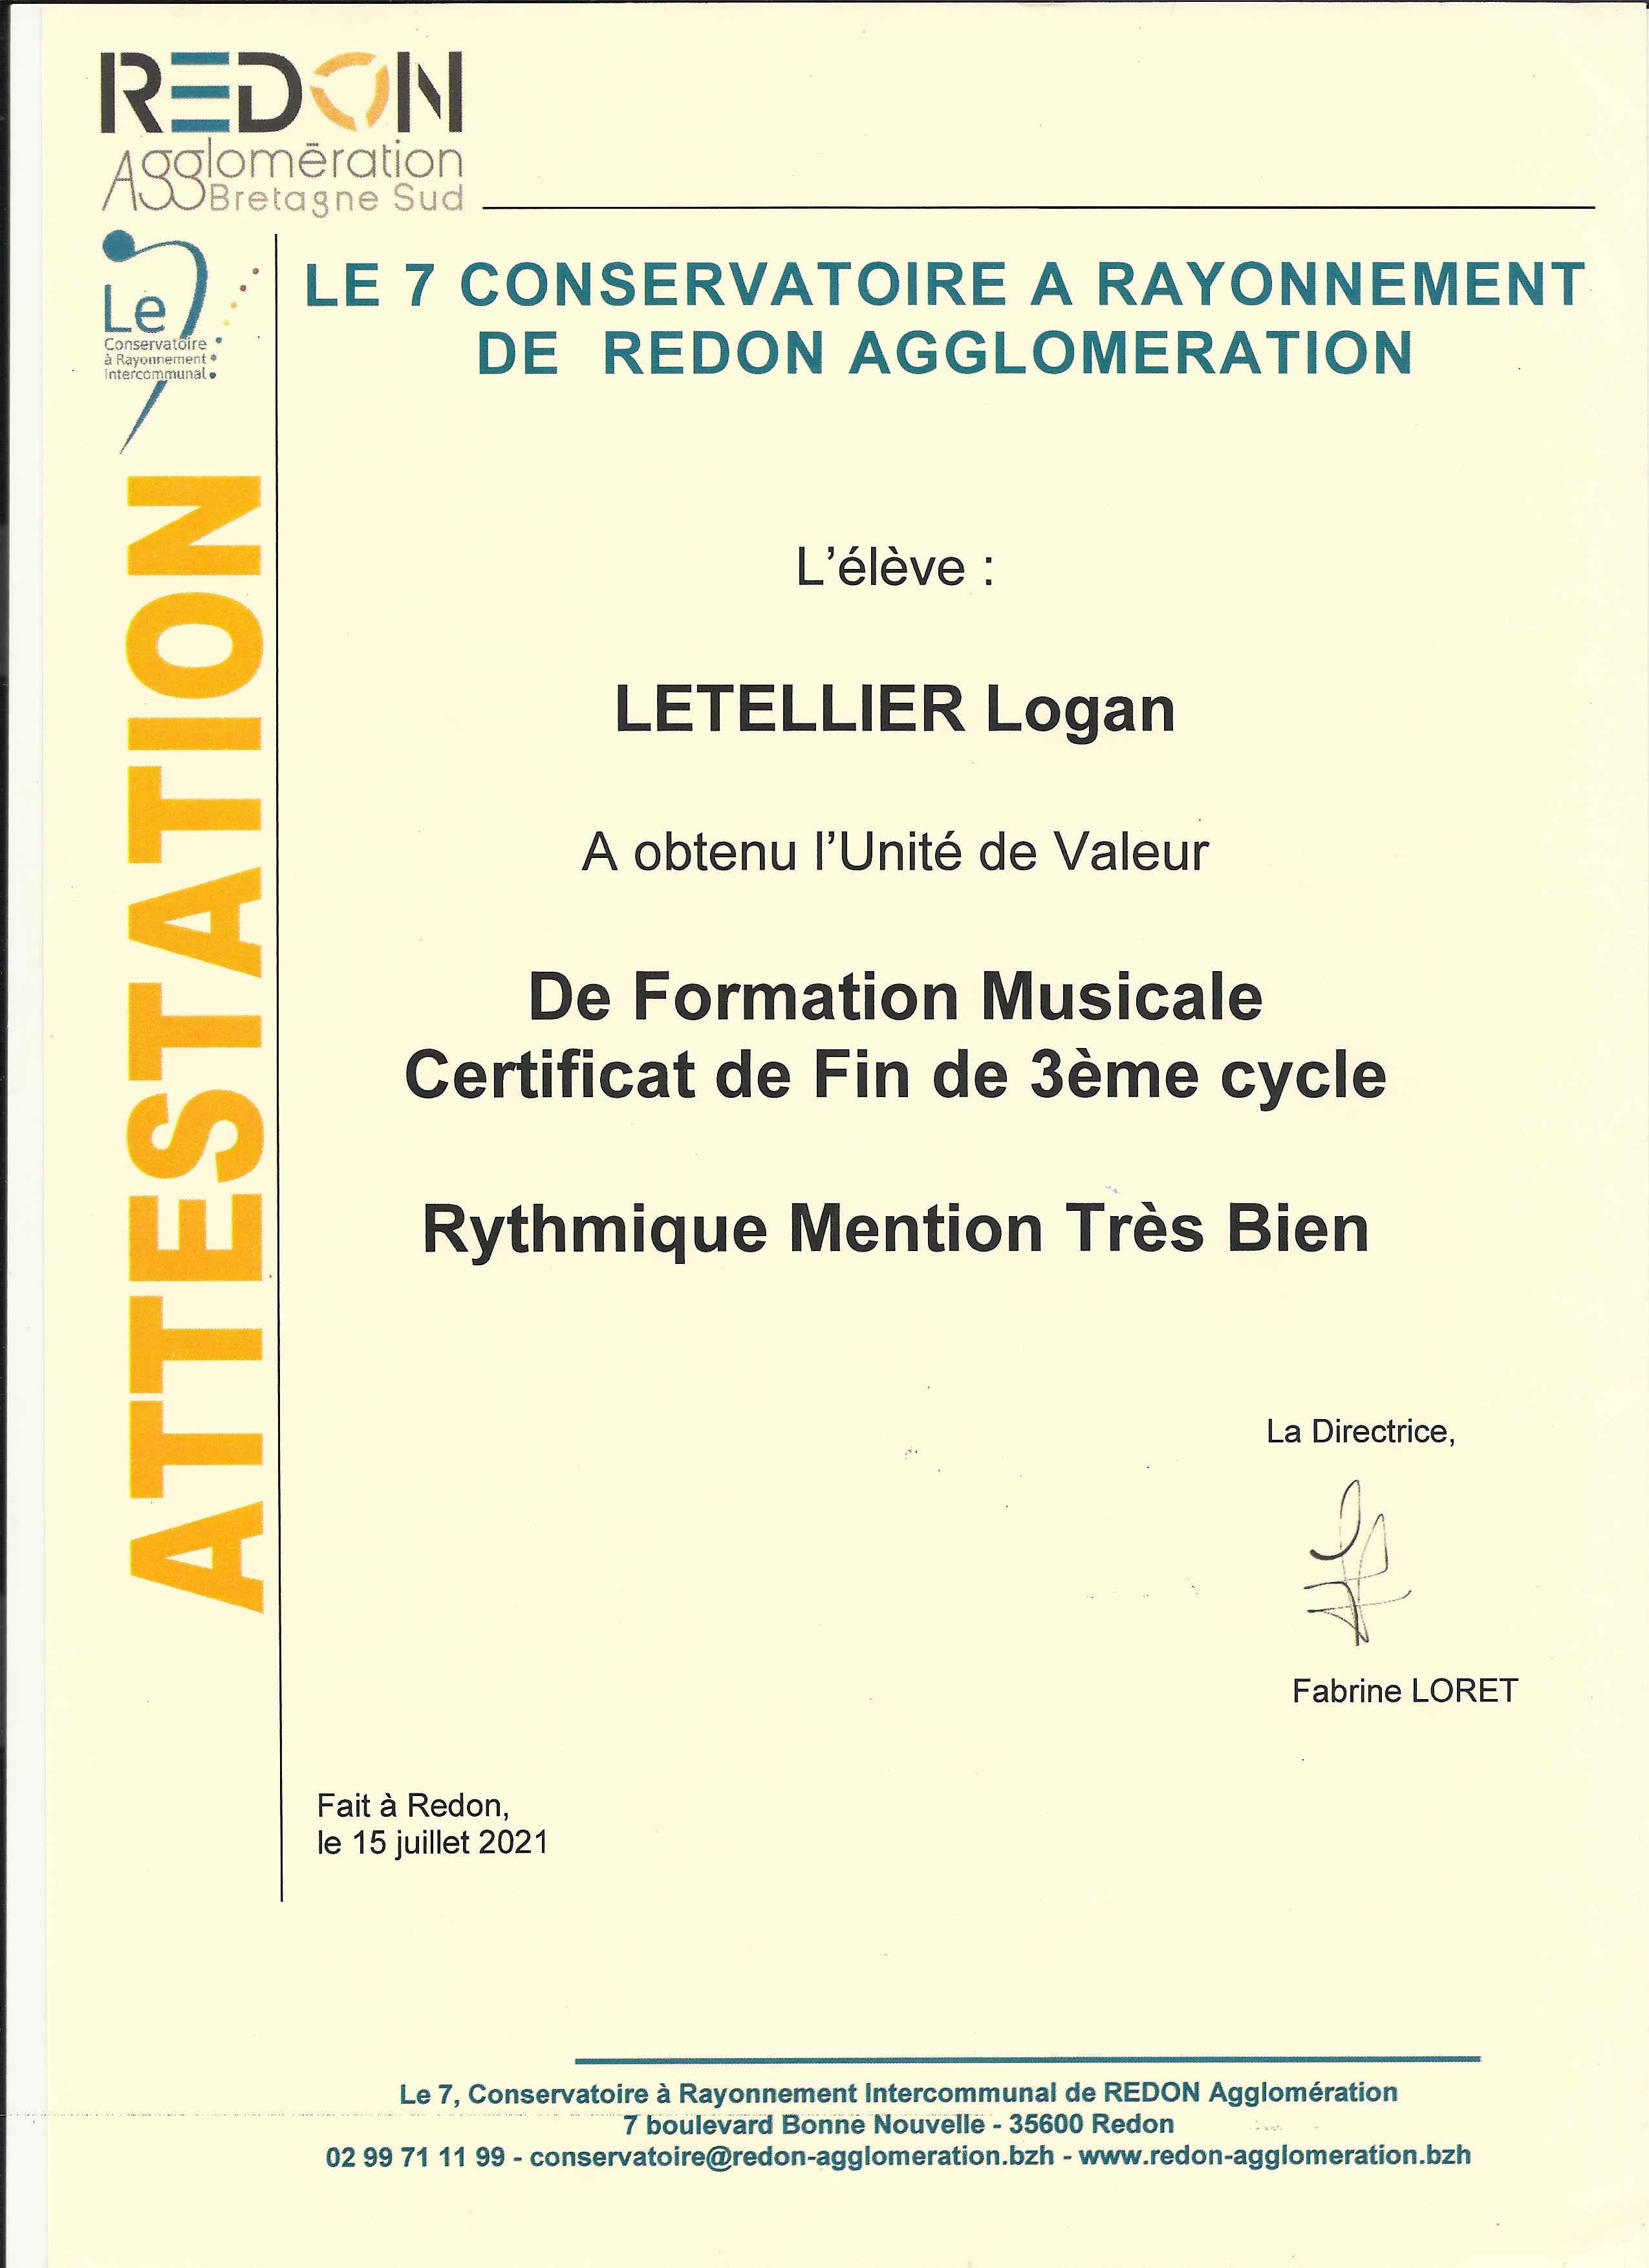 REDON
Agglomération
Bretagne Sud
Le 7
Conservatoire
à Rayonnement
Intercommunal
ATTESTATION
LE 7 CONSERVATOIRE A RAYONNEMENT
DE REDON AGGLOMERATION
L'élève :
LETELLIER Logan
A obtenu l'Unité de Valeur
De Formation Musicale
Certificat de Fin de 3ème cycle
Rythmique Mention Très Bien
La Directrice,
Fabrine LORET
Fait à Redon,
le 15 juillet 2021
Le 7, Conservatoire à Rayonnement Intercommunal de REDON Agglomération
7 boulevard Bonne Nouvelle - 35600 Redon
02 99 71 11 99 - conservatoire@redon-agglomeration.bzh - www.redon-agglomeration.bzh